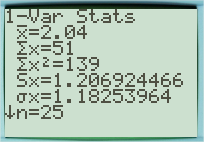 1-Var Stats
x̄=2.04
Σx=51
Σx²=139
Sx=1.206924466
σx=1.18253964
↓n=25